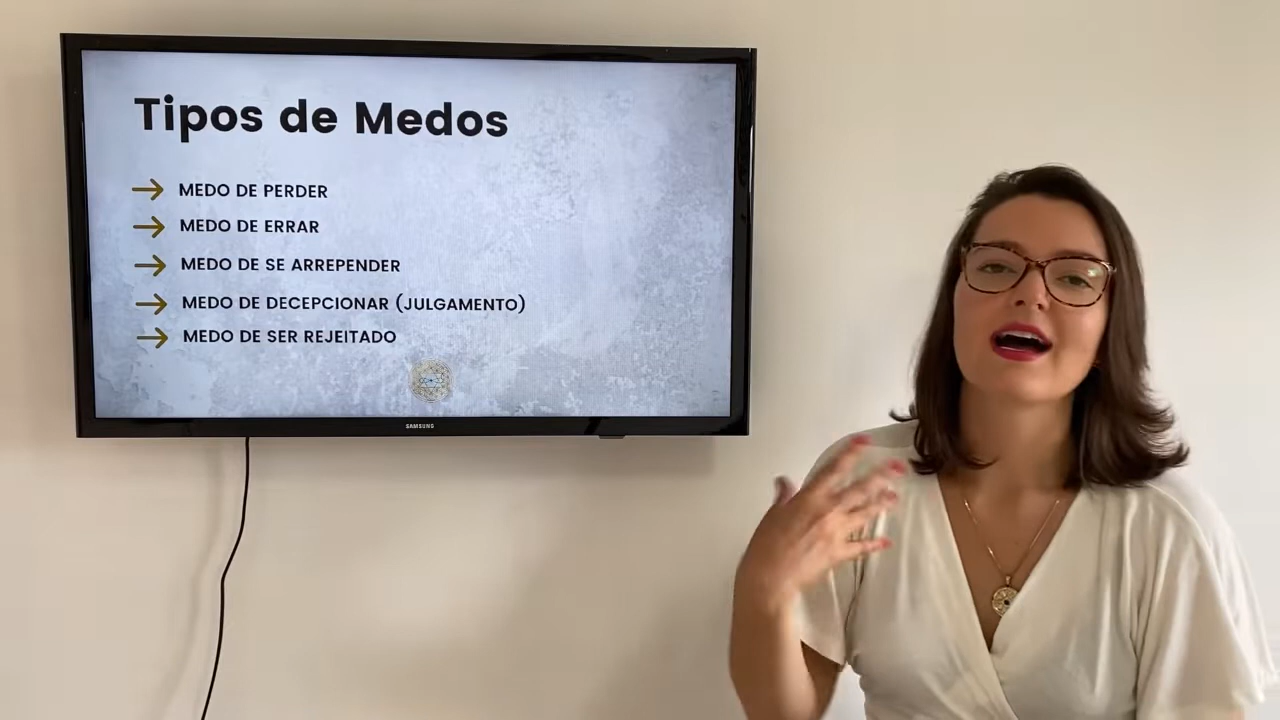 Tipos de Medos
MEDO DE PERDER
MEDO DE ERRAR
MEDO DE SE ARREPENDER
MEDO DE DECEPCIONAR (JULGAMENTO)
MEDO DE SER REJEITADO
SAMSUNG